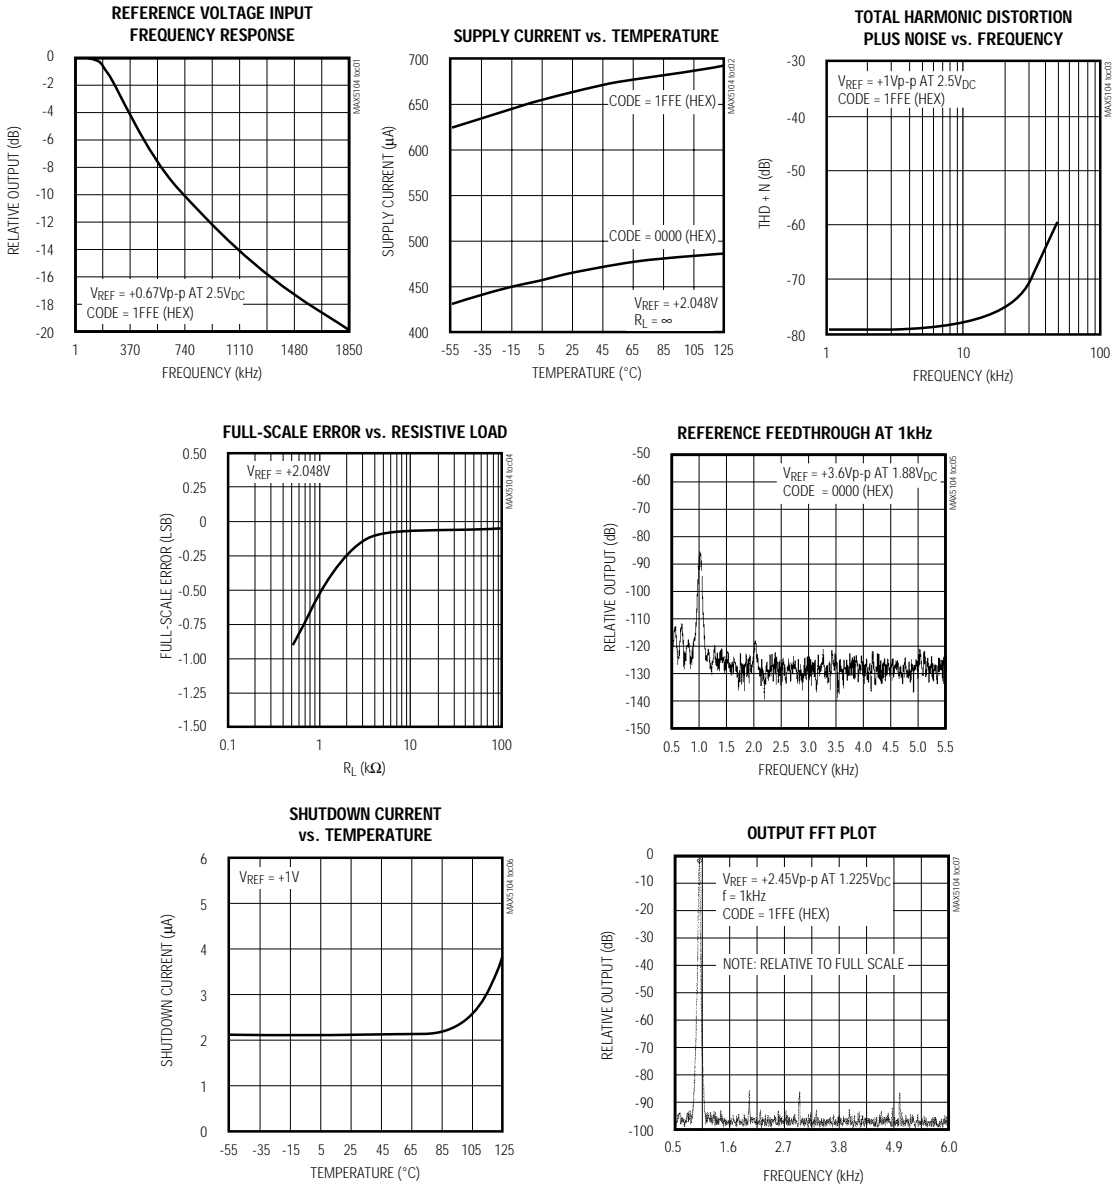 REFERENCE VOLTAGE INPUT
FREQUENCY RESPONSE
MAX5104 toc01
RELATIVE OUTPUT (dB)
0
-2
-4
-6
-8
-10
-12
-14
-16
-18
-20
VREF = +0.67Vp-p AT 2.5VDC
CODE = 1FFE (HEX)
1 370 740 1110 1480 1850
FREQUENCY (kHz)
SUPPLY CURRENT vs. TEMPERATURE
MAX5104 toc02
SUPPLY CURRENT (μA)
700
650
600
550
500
450
400
CODE = 1FFE (HEX)
CODE = 0000 (HEX)
VREF = +2.048V
RL = ∞
-55 -35 -15 5 25 45 65 85 105 125
TEMPERATURE (°C)
TOTAL HARMONIC DISTORTION
PLUS NOISE vs. FREQUENCY
MAX5104 toc03
THD + N (dB)
-30
-40
-50
-60
-70
-80
VREF = +1Vp-p AT 2.5VDC
CODE = 1FFE (HEX)
1 10 100
FREQUENCY (kHz)
FULL-SCALE ERROR vs. RESISTIVE LOAD
MAX5104 toc04
FULL-SCALE ERROR (LSB)
0.50
0.25
0
-0.25
-0.50
-0.75
-1.00
-1.25
-1.50
VREF = +2.048V
0.1 1 10 100
RL (kΩ)
REFERENCE FEEDTHROUGH AT 1kHz
MAX5104 toc05
RELATIVE OUTPUT (dB)
-50
-60
-70
-80
-90
-100
-110
-120
-130
-140
-150
VREF = +3.6Vp-p AT 1.88VDC
CODE = 0000 (HEX)
0.5 1.0 1.5 2.0 2.5 3.0 3.5 4.0 4.5 5.0 5.5
FREQUENCY (kHz)
SHUTDOWN CURRENT
vs. TEMPERATURE
MAX5104 toc06
SHUTDOWN CURRENT (μA)
6
5
4
3
2
1
0
VREF = +1V
-55 -35 -15 5 25 45 65 85 105 125
TEMPERATURE (°C)
OUTPUT FFT PLOT
MAX5104 toc07
RELATIVE OUTPUT (dB)
0
-10
-20
-30
-40
-50
-60
-70
-80
-90
-100
VREF = +2.45Vp-p AT 1.225VDC
f = 1kHz
CODE = 1FFE (HEX)
NOTE: RELATIVE TO FULL SCALE
0.5 1.6 2.7 3.8 4.9 6.0
FREQUENCY (kHz)